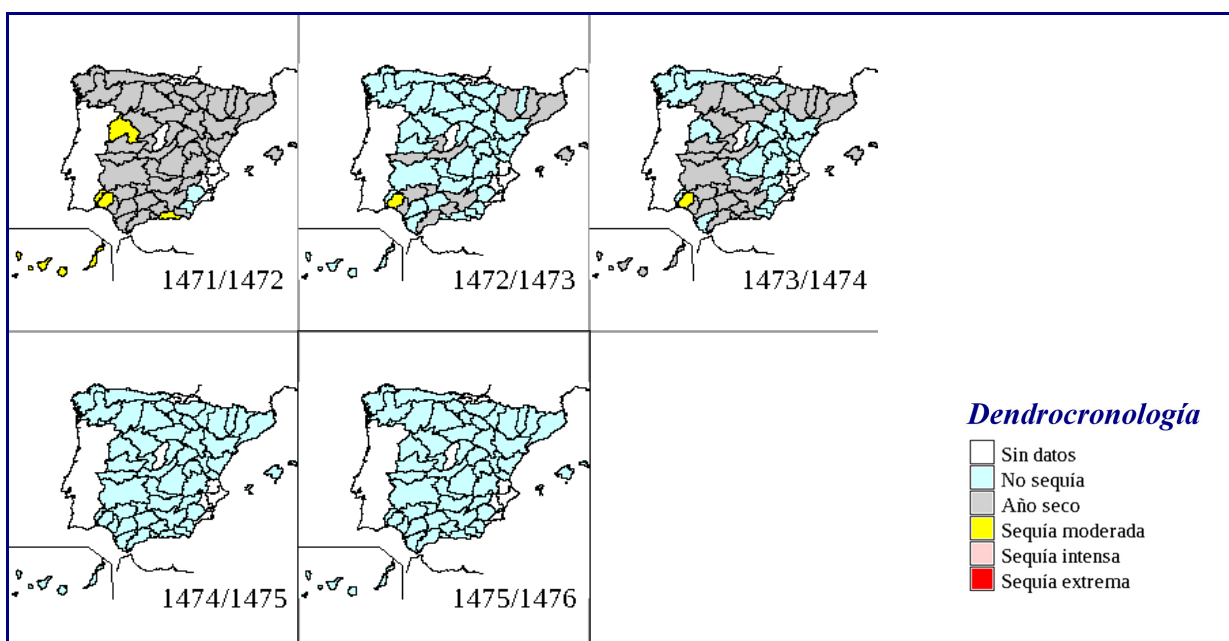 1471/1472
1472/1473
1473/1474
1474/1475
1475/1476
Dendrocronología
Sin datos
No sequía
Año seco
Sequía moderada
Sequía intensa
Sequía extrema